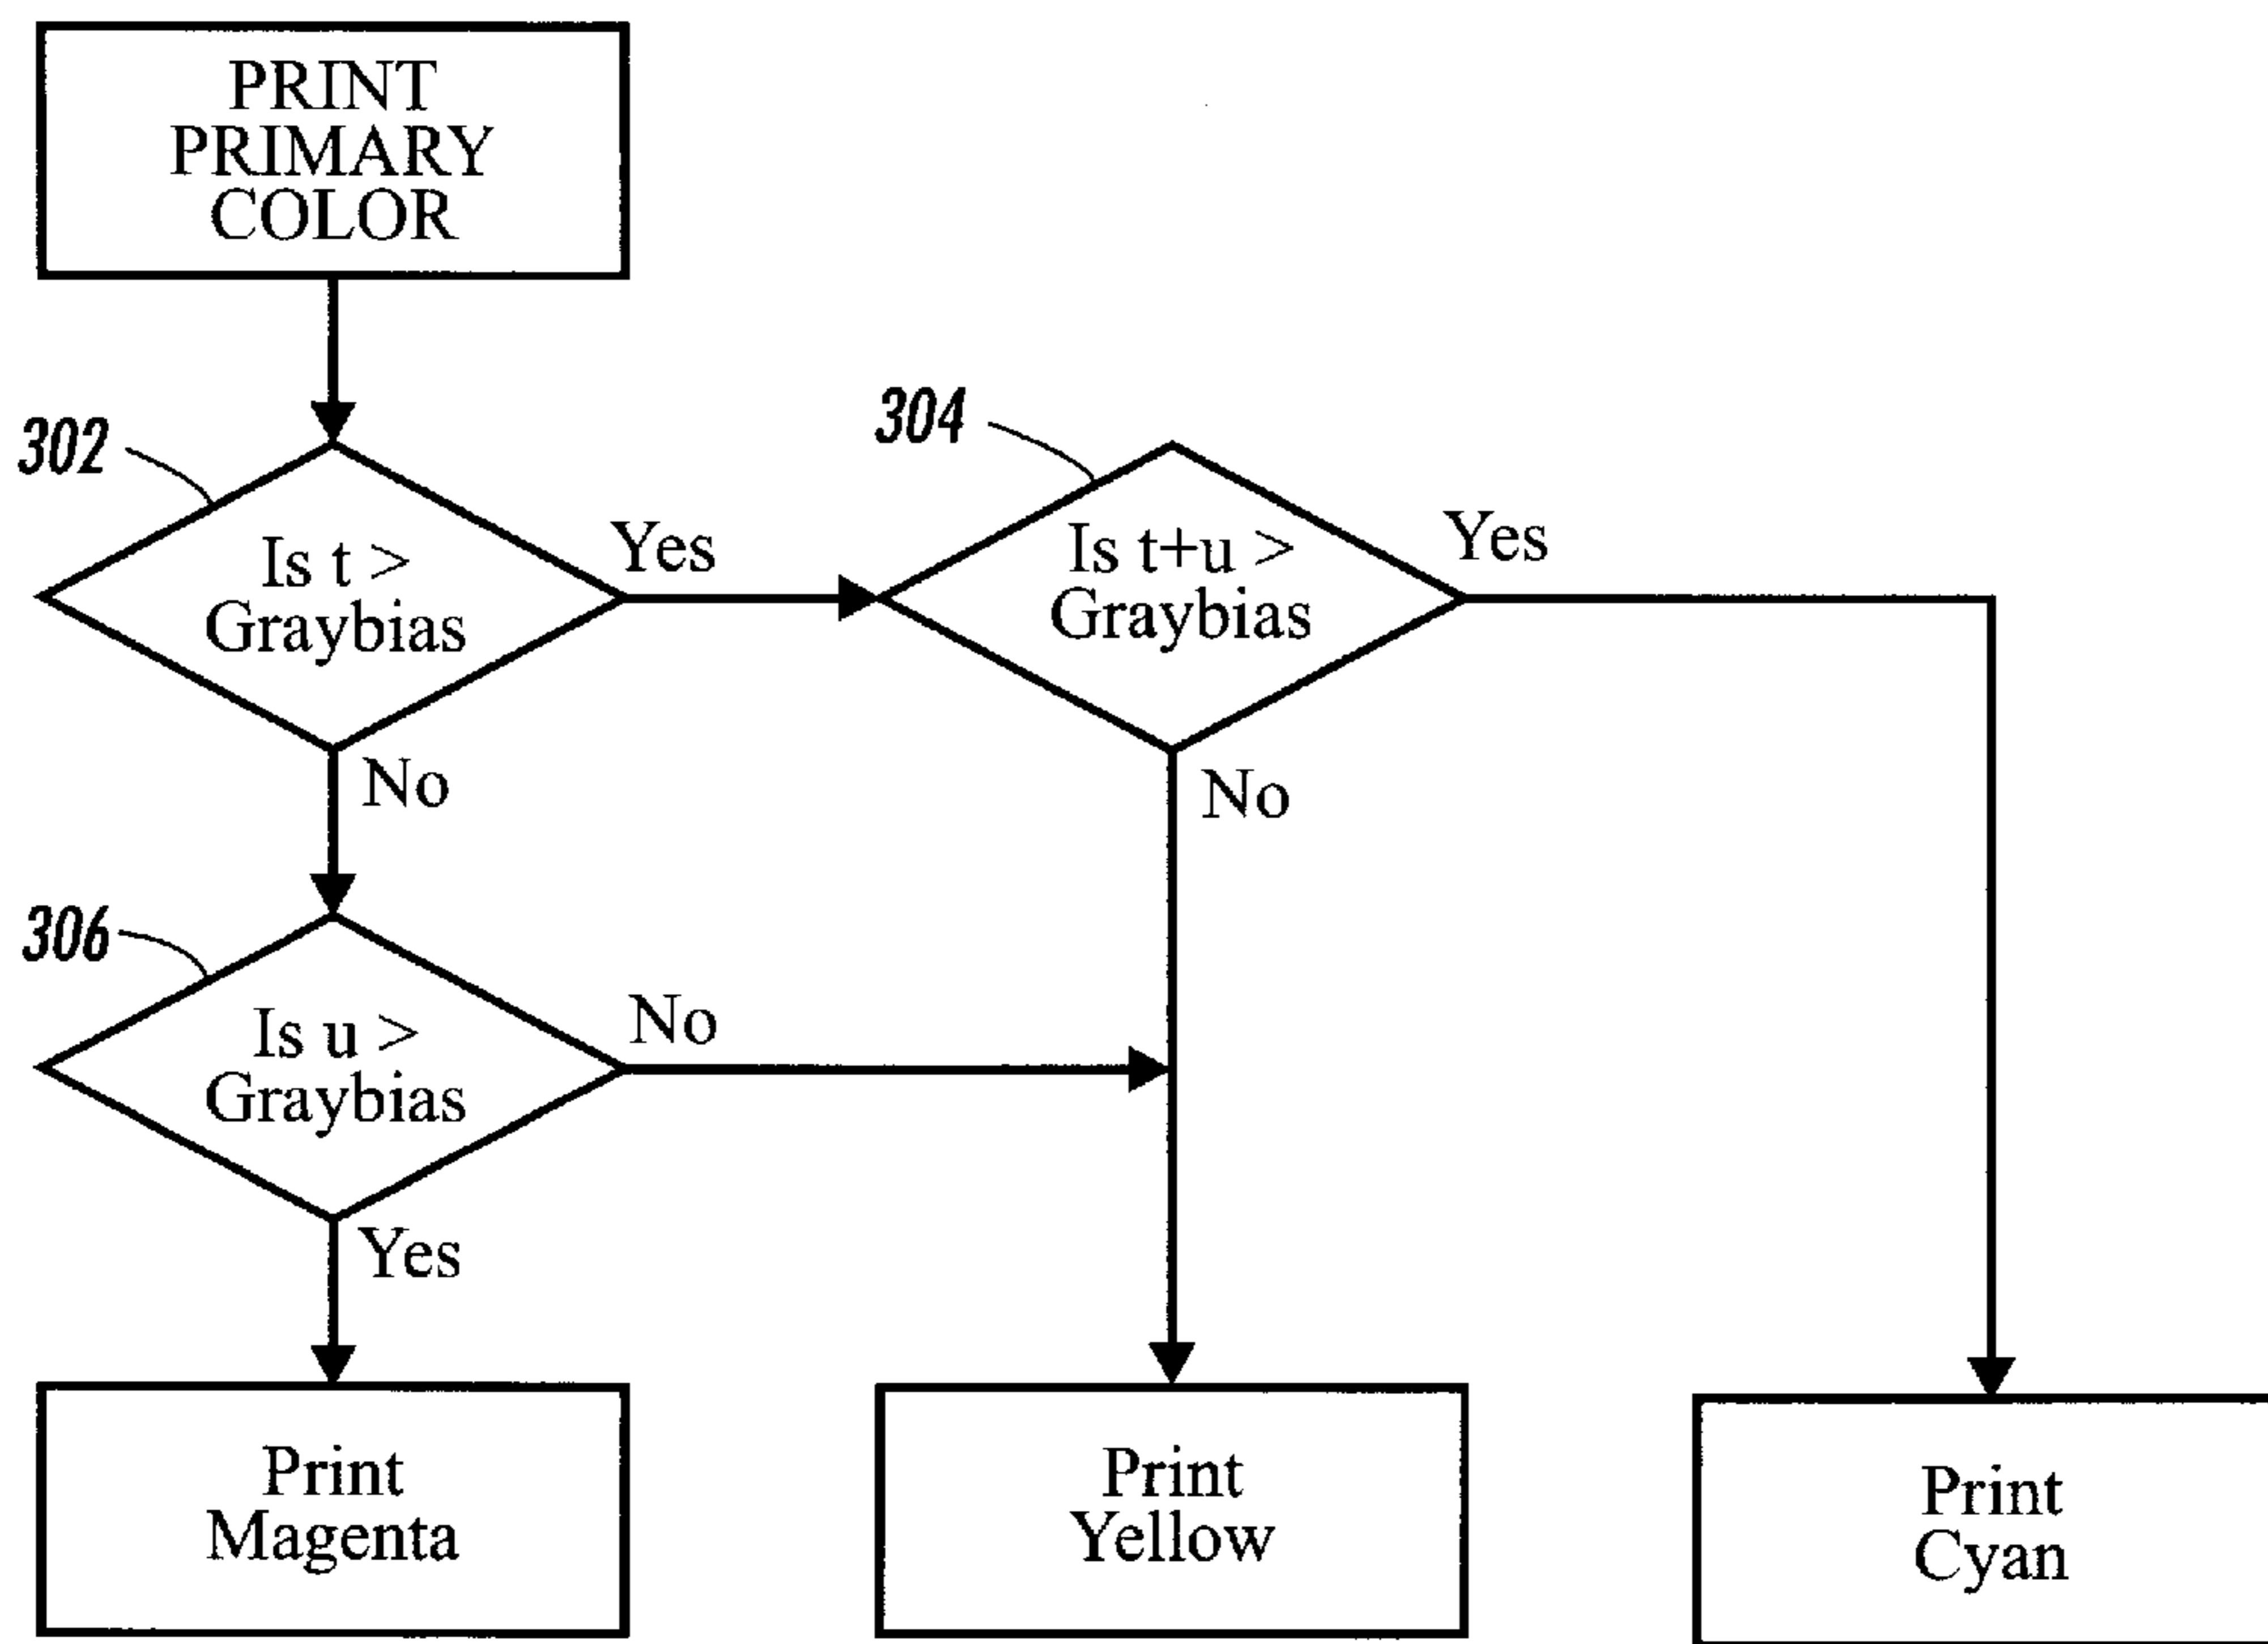 PRINT
PRIMARY
COLOR
302
Is t >
Graybias
Yes
No
304
Is t+u >
Graybias
Yes
No
306
Is u >
Graybias
No
Yes
Print
Magenta
Print
Yellow
Print
Cyan